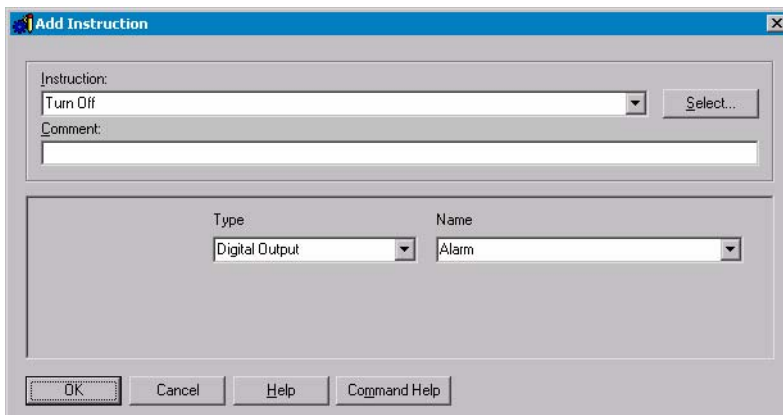 Add Instruction
Instruction:
Turn Off
Select...
Comment:
Type
Name
Digital Output
Alarm
OK
Cancel
Help
Command Help